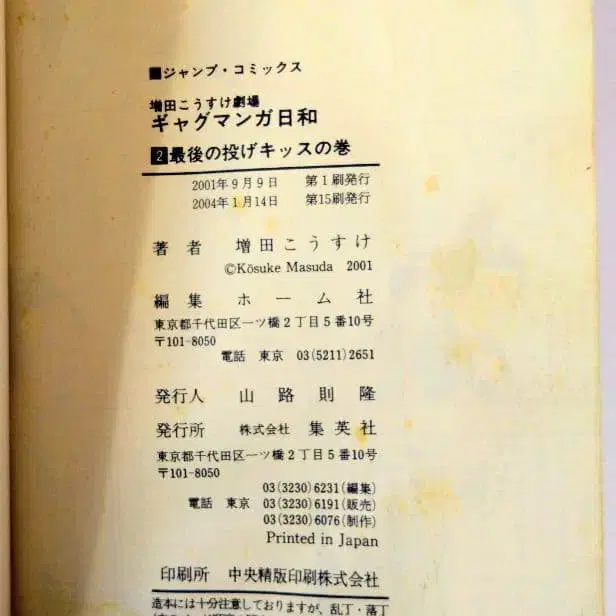 ■ジャンプ・コミックス
増田こうすけ劇場
ギャグマンガ日和
2最後の投げキッスの巻
2001年9月9日 第1刷発行
2004年1月14日 第15刷発行
著者 増田こうすけ
©Kōsuke Masuda 2001
編集 ホーム社
東京都千代田区一ツ橋2丁目5番10号
〒101-8050
電話 東京 03(5211)2651
発行人 山路則隆
発行所 株式会社 集英社
東京都千代田区一ツ橋2丁目5番10号
〒101-8050
03(3230)6231(編集)
電話 東京 03(3230)6191(販売)
03(3230)6076(制作)
Printed in Japan
印刷所 中央精版印刷株式会社
造本には十分注意しておりますが、乱丁・落丁